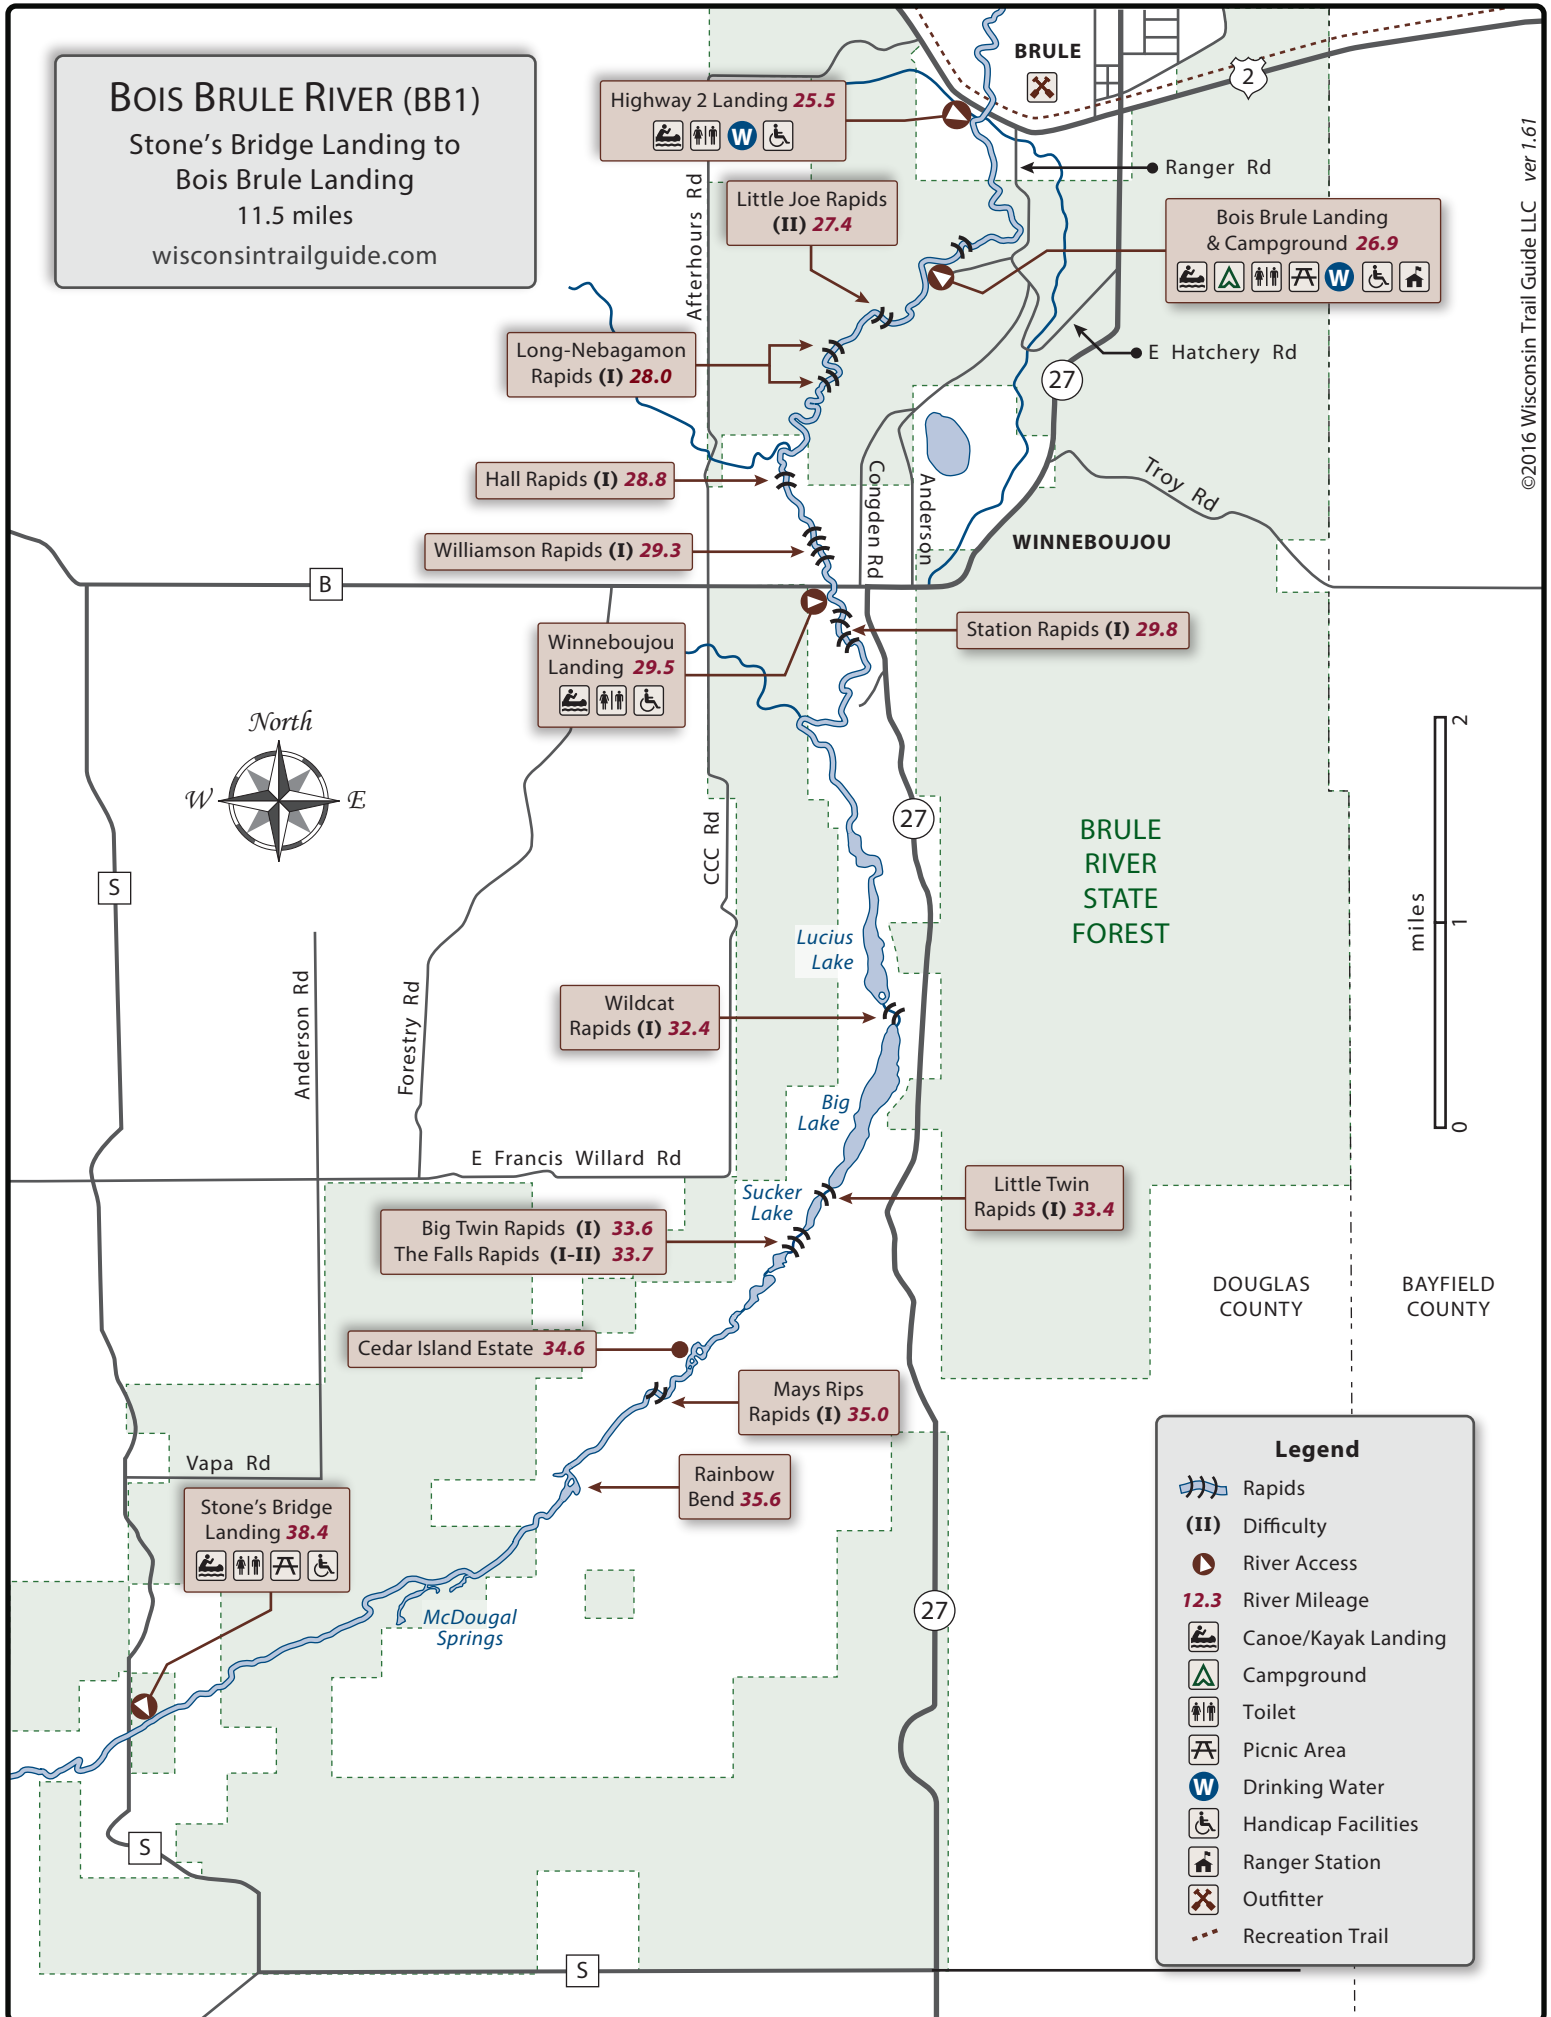 BOIS BRULE RIVER (BB1)
Stone's Bridge Landing to
Bois Brule Landing
11.5 miles
wisconsintrailguide.com
BRULE
2
Highway 2 Landing 25.5
W
Ranger Rd
Afterhours Rd
Little Joe Rapids
(II) 27.4
Bois Brule Landing
& Campground 26.9
W
©2016 Wisconsin Trail Guide LLC ver 1.61
Long-Nebagamon
Rapids (I) 28.0
E Hatchery Rd
27
Hall Rapids (I) 28.8
Congden Rd
Anderson
Troy Rd
Williamson Rapids (I) 29.3
WINNEBOUJOU
B
Winneboujou
Landing 29.5
Station Rapids (I) 29.8
North
W
E
27
CCC Rd
S
BRULE
RIVER
STATE
FOREST
2
miles
1
0
Lucius
Lake
Anderson Rd
Forestry Rd
Wildcat
Rapids (I) 32.4
Big
Lake
E Francis Willard Rd
Sucker
Lake
Little Twin
Rapids (I) 33.4
Big Twin Rapids (I) 33.6
The Falls Rapids (I-II) 33.7
DOUGLAS
COUNTY
BAYFIELD
COUNTY
Cedar Island Estate 34.6
Mays Rips
Rapids (I) 35.0
Vapa Rd
Rainbow
Bend 35.6
Stone's Bridge
Landing 38.4
McDougal
Springs
27
S
S
Legend
Rapids
(II) Difficulty
River Access
12.3 River Mileage
Canoe/Kayak Landing
Campground
Toilet
Picnic Area
W Drinking Water
Handicap Facilities
Ranger Station
Outfitter
Recreation Trail